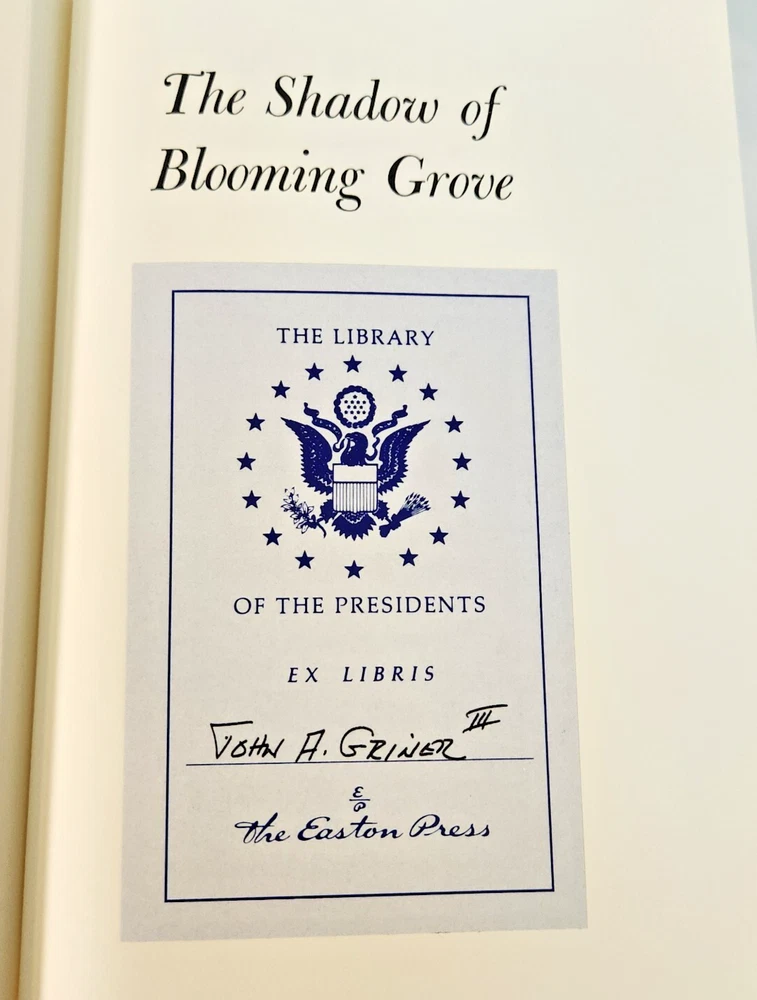 The Shadow of
Blooming Grove
THE LIBRARY
OF THE PRESIDENTS
EX LIBRIS
JOHN A. GRINER III
E
P
The Easton Press